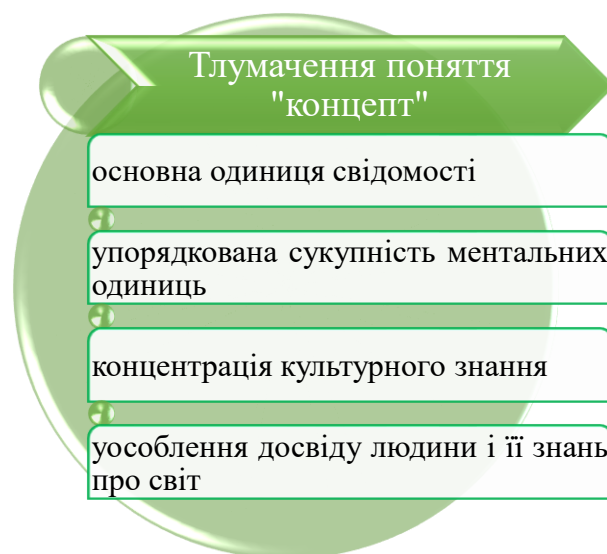 Тлумачення поняття
"концепт"
основна одиниця свідомості
упорядкована сукупність ментальних
одиниць
концентрація культурного знання
уособлення досвіду людини і її знань
про світ